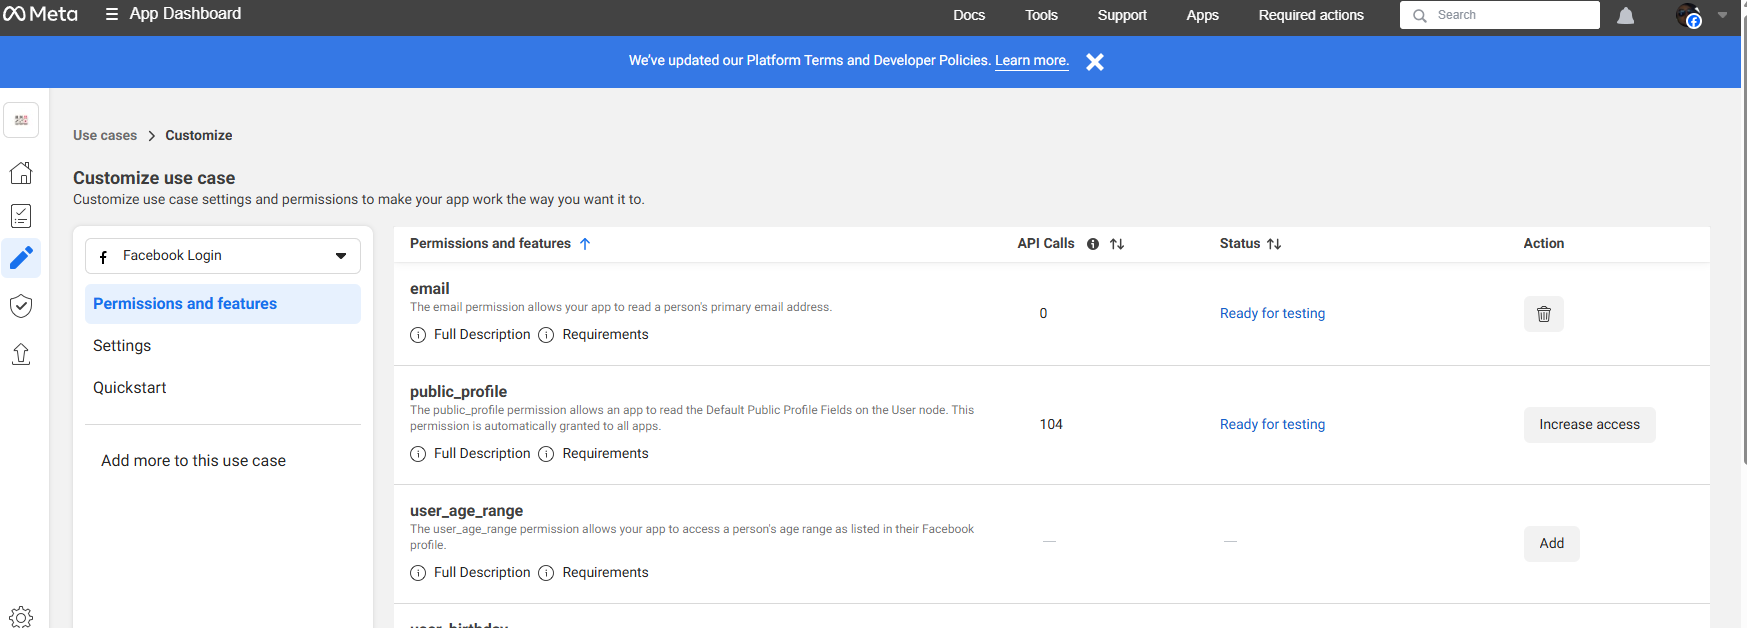 Meta
App Dashboard
Docs
Tools
Support
Apps
Required actions
Search
We've updated our Platform Terms and Developer Policies. Learn more.
Use cases
Customize
Customize use case
Customize use case settings and permissions to make your app work the way you want it to.
Facebook Login
Permissions and features
Settings
Quickstart
Add more to this use case
Permissions and features
API Calls
Status
Action
email
The email permission allows your app to read a person's primary email address.
Full Description
Requirements
0
Ready for testing
public_profile
The public_profile permission allows an app to read the Default Public Profile Fields on the User node. This
permission is automatically granted to all apps.
Full Description
Requirements
104
Ready for testing
Increase access
user_age_range
The user_age_range permission allows your app to access a person's age range as listed in their Facebook
profile.
Full Description
Requirements
—
—
Add
user_birthday